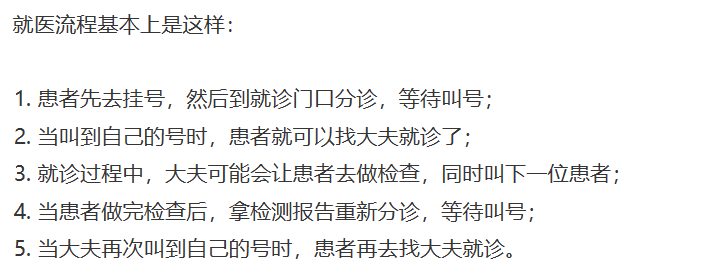 就医流程基本上是这样：
1. 患者先去挂号，然后到就诊门口分诊，等待叫号；
2. 当叫到自己的号时，患者就可以找大夫就诊了；
3. 就诊过程中，大夫可能会让患者去做检查，同时叫下一位患者；
4. 当患者做完检查后，拿检测报告重新分诊，等待叫号；
5. 当大夫再次叫到自己的号时，患者再去找大夫就诊。